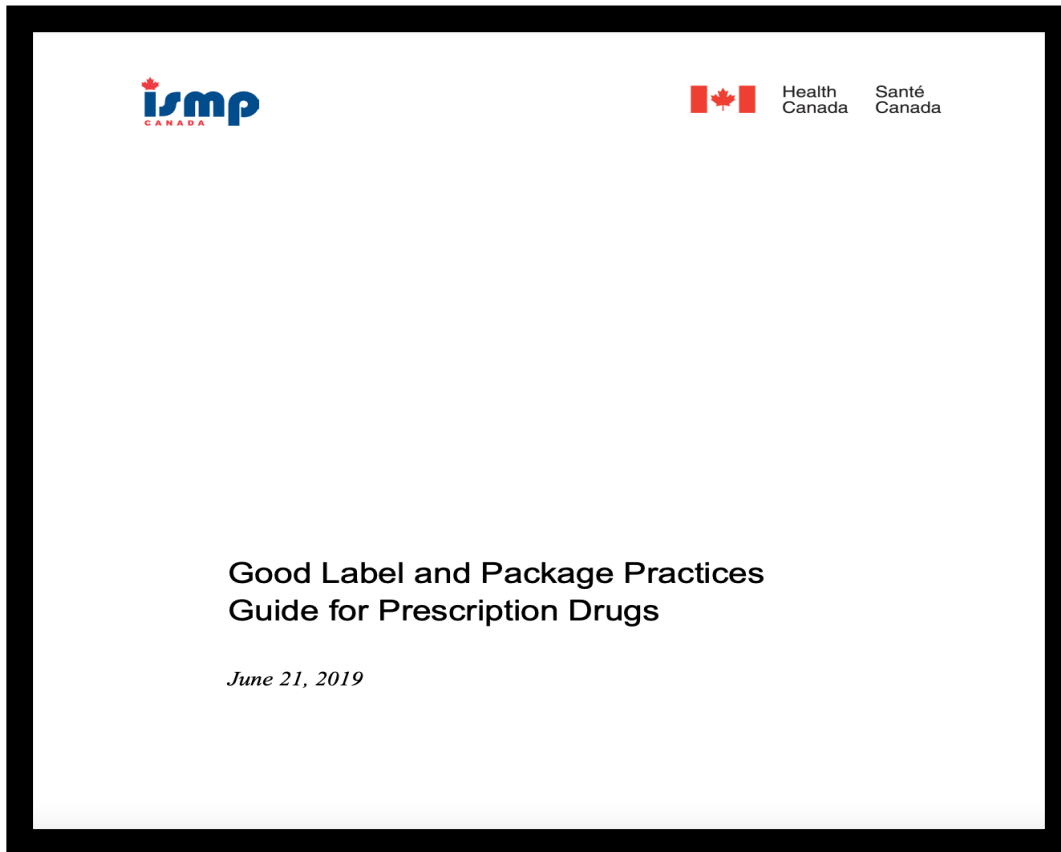 ismp
CANADA
Health Canada
Santé Canada
Good Label and Package Practices
Guide for Prescription Drugs
June 21, 2019